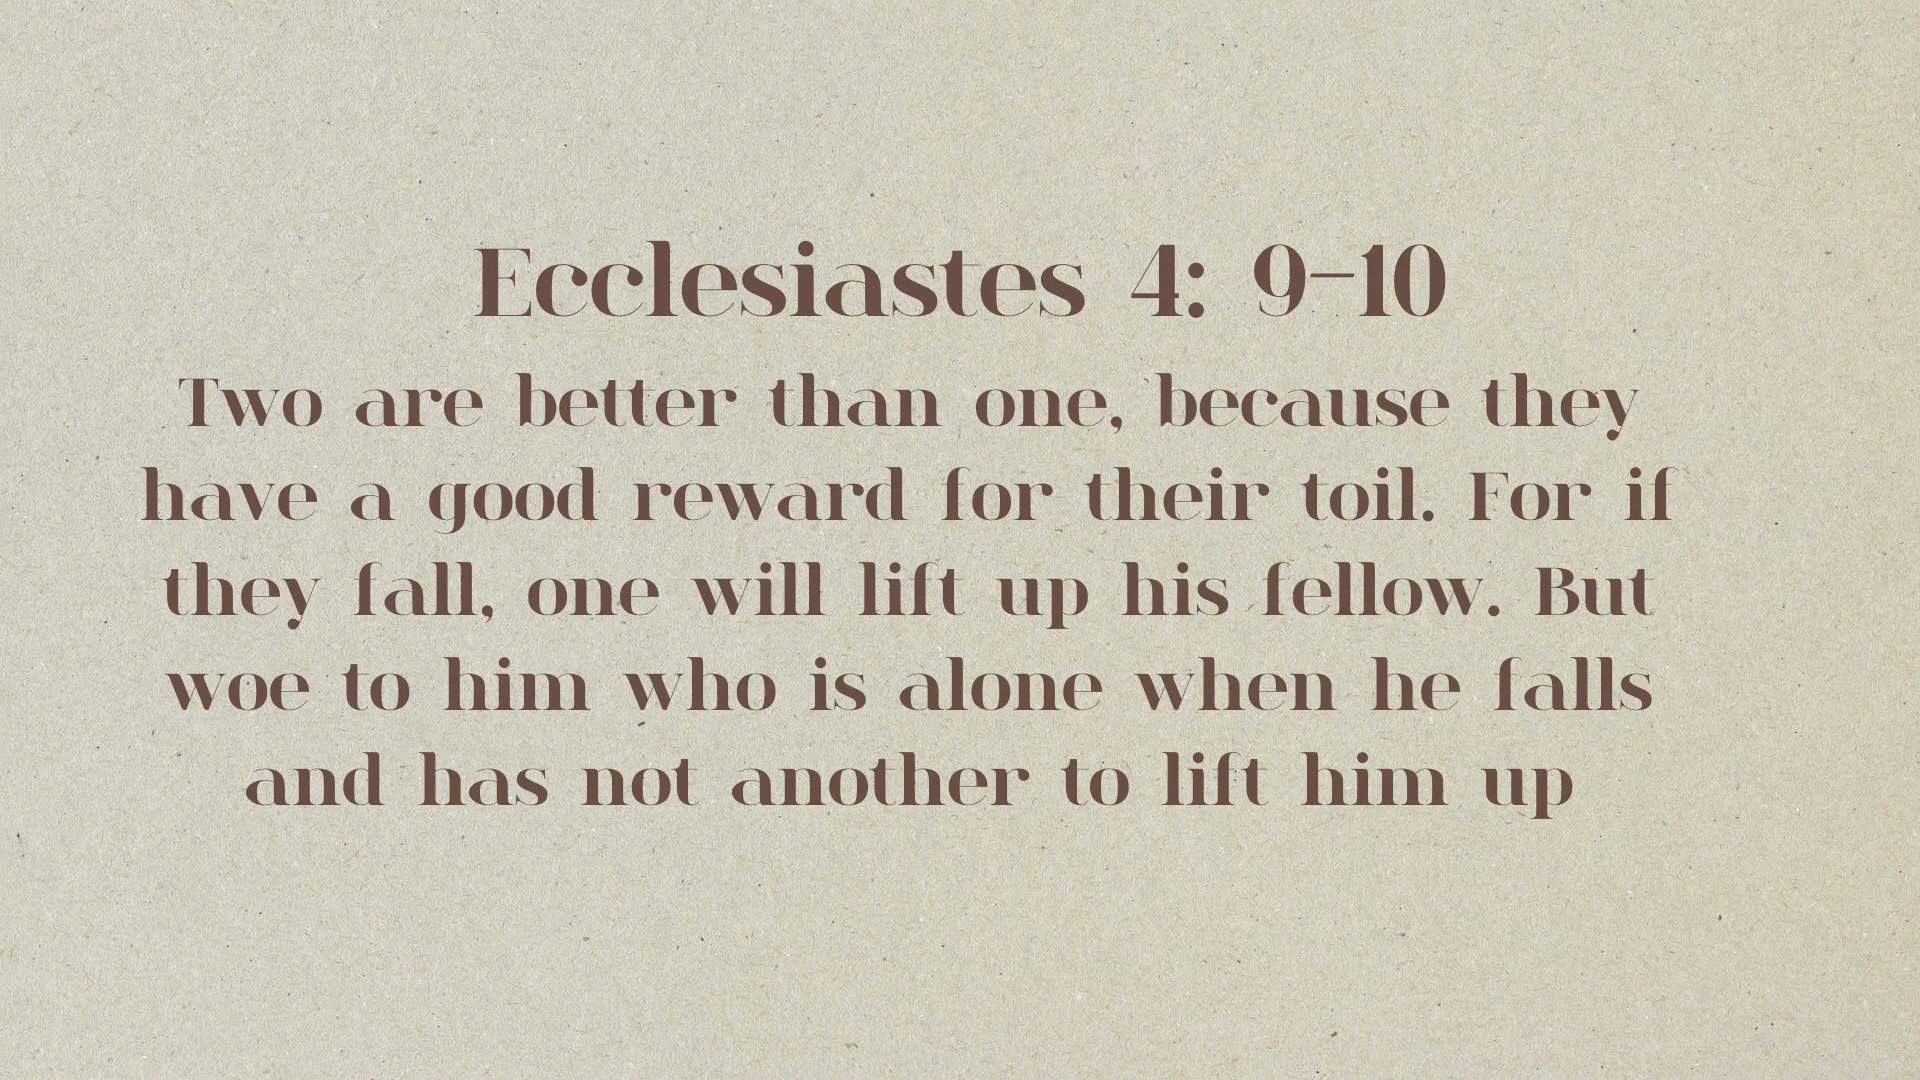 Ecclesiastes 4: 9-10
Two are better than one, because they
have a good reward for their toil. For if
they fall, one will lift up his fellow. But
woe to him who is alone when he falls
and has not another to lift him up